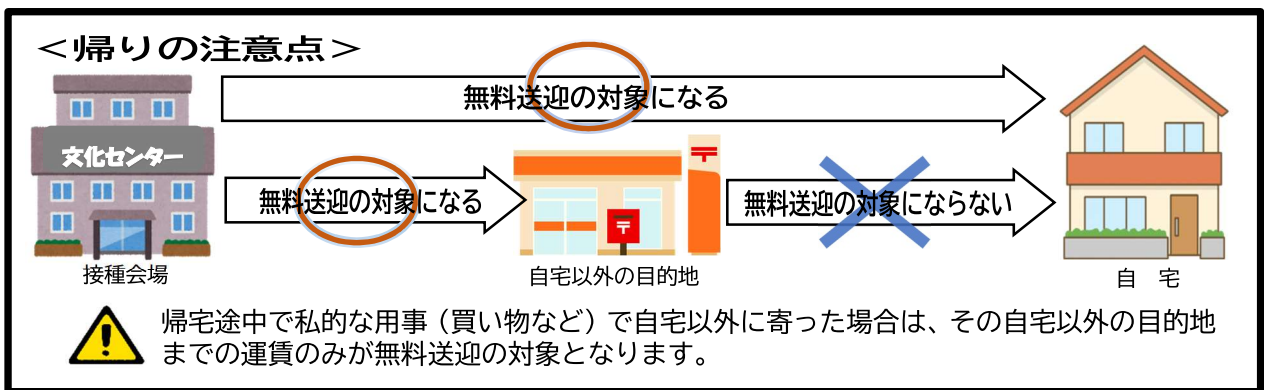 ＜帰りの注意点＞
無料送迎の対象になる
文化センター
無料送迎の対象になる
無料送迎の対象にならない
接種会場
自宅以外の目的地
自　宅
帰宅途中で私的な用事（買い物など）で自宅以外に寄った場合は、その自宅以外の目的地
までの運賃のみが無料送迎の対象となります。